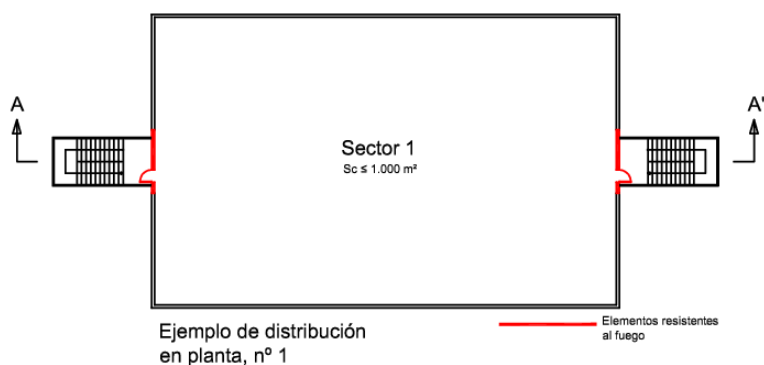 A
A'
Sector 1
Sc ≤ 1.000 m²
Ejemplo de distribución
en planta, nº 1
Elementos resistentes
al fuego